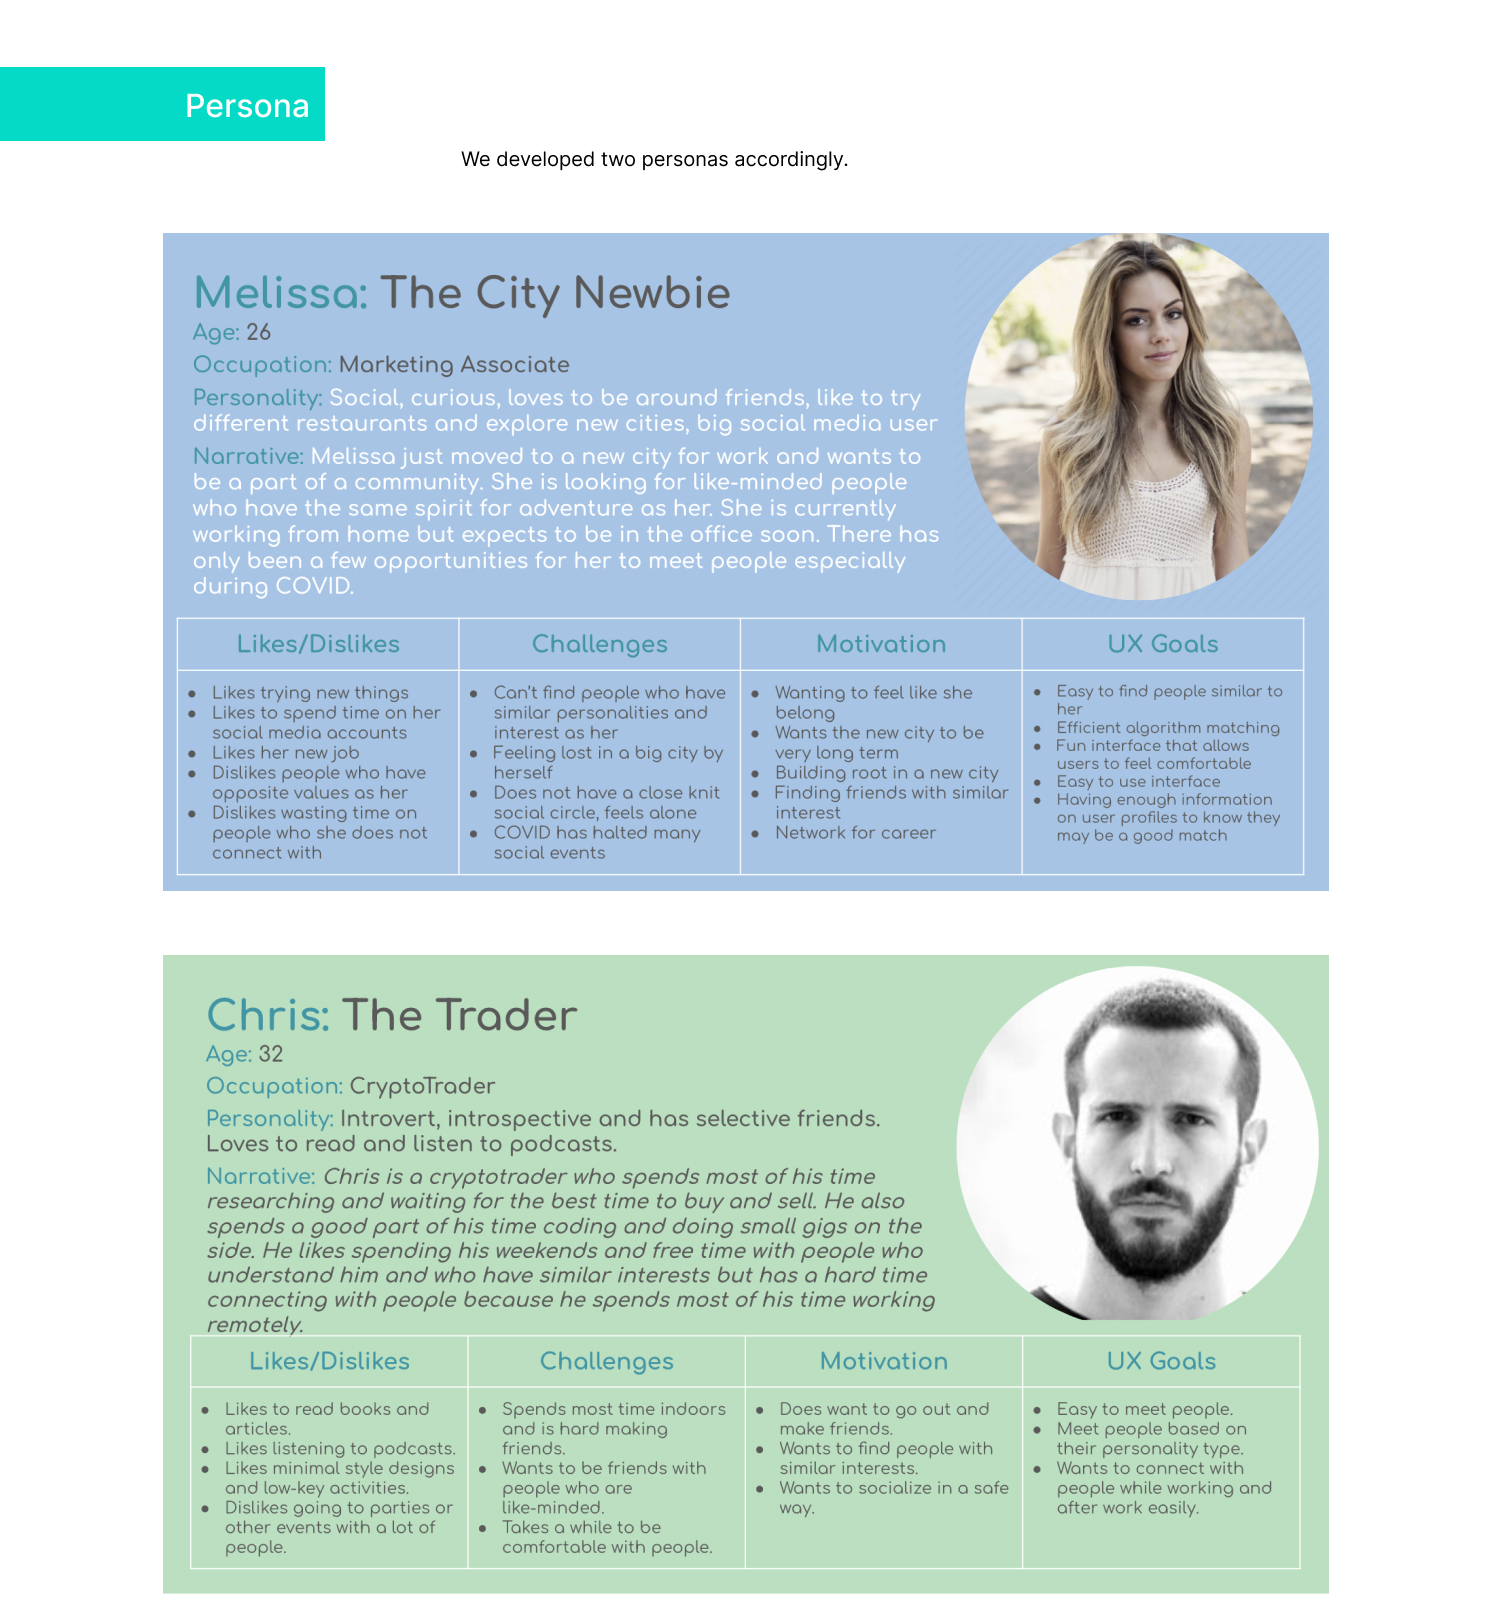 Persona
We developed two personas accordingly.
Melissa: The City Newbie
Age: 26
Occupation: Marketing Associate
Personality: Social, curious, loves to be around friends, like to try
different restaurants and explore new cities, big social media user
Narrative: Melissa just moved to a new city for work and wants to
be a part of a community. She is looking for like-minded people
who have the same spirit for adventure as her. She is currently
working from home but expects to be in the office soon. There has
only been a few opportunities for her to meet people especially
during COVID.
Likes/Dislikes
● Likes trying new things
● Likes to spend time on her
social media accounts
● Likes her new job
● Dislikes people who have
opposite values as her
● Dislikes wasting time on
people who she does not
connect with
Challenges
● Can't find people who have
similar personalities and
interest as her
● Feeling lost in a big city by
herself
● Does not have a close knit
social circle, feels alone
● COVID has halted many
social events
Motivation
● Wanting to feel like she
belong
● Wants the new city to be
very long term
● Building root in a new city
● Finding friends with similar
interest
● Network for career
UX Goals
● Easy to find people similar to
her
● Efficient algorithm matching
● Fun interface that allows
users to feel comfortable
● Easy to use interface
● Having enough information
on user profiles to know they
may be a good match
Chris: The Trader
Age: 32
Occupation: CryptoTrader
Personality: Introvert, introspective and has selective friends.
Loves to read and listen to podcasts.
Narrative: Chris is a cryptotrader who spends most of his time
researching and waiting for the best time to buy and sell. He also
spends a good part of his time coding and doing small gigs on the
side. He likes spending his weekends and free time with people who
understand him and who have similar interests but has a hard time
connecting with people because he spends most of his time working
remotely.
Likes/Dislikes
● Likes to read books and
articles.
● Likes listening to podcasts.
● Likes minimal style designs
and low-key activities.
● Dislikes going to parties or
other events with a lot of
people.
Challenges
● Spends most time indoors
and is hard making
friends.
● Wants to be friends with
people who are
like-minded.
● Takes a while to be
comfortable with people.
Motivation
● Does want to go out and
make friends.
● Wants to find people with
similar interests.
● Wants to socialize in a safe
way.
UX Goals
● Easy to meet people.
● Meet people based on
their personality type.
● Wants to connect with
people while working and
after work easily.